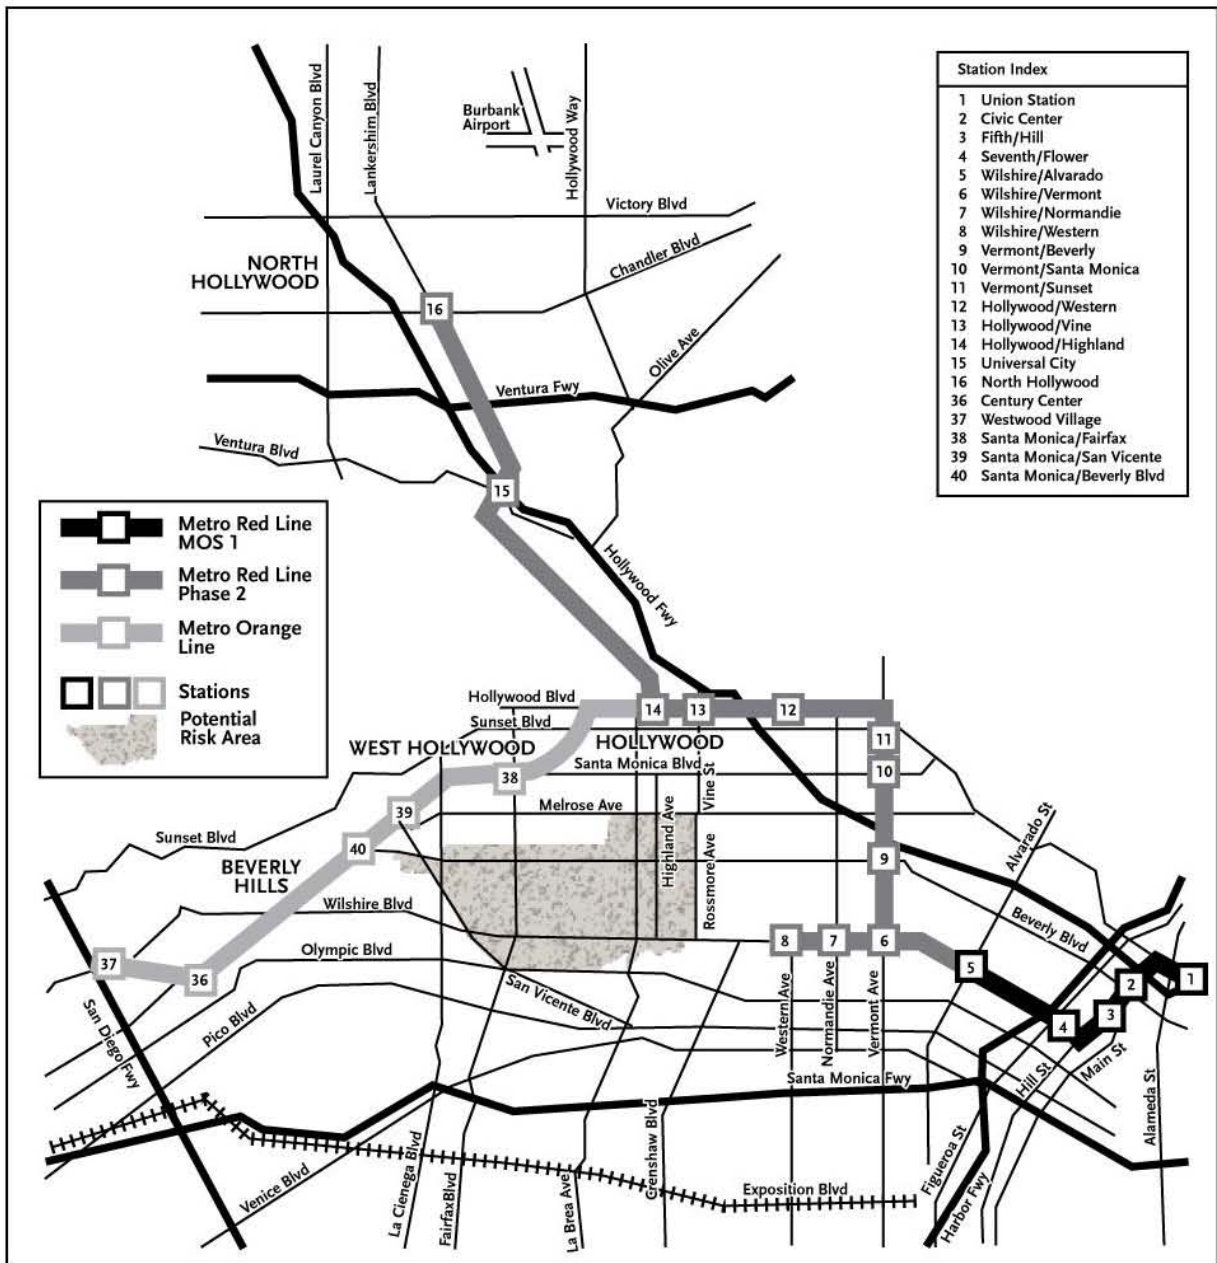 Laurel Canyon Blvd
Lankershim Blvd
Burbank
Airport
Hollywood Way
Victory Blvd
Chandler Blvd
NORTH
HOLLYWOOD
16
Olive Ave
Ventura Fwy
Ventura Blvd
15
Hollywood Fwy
Station Index
1 Union Station
2 Civic Center
3 Fifth/Hill
4 Seventh/Flower
5 Wilshire/Alvarado
6 Wilshire/Vermont
7 Wilshire/Normandie
8 Wilshire/Western
9 Vermont/Beverly
10 Vermont/Santa Monica
11 Vermont/Sunset
12 Hollywood/Western
13 Hollywood/Vine
14 Hollywood/Highland
15 Universal City
16 North Hollywood
36 Century Center
37 Westwood Village
38 Santa Monica/Fairfax
39 Santa Monica/San Vicente
40 Santa Monica/Beverly Blvd
Metro Red Line
MOS 1
Metro Red Line
Phase 2
Metro Orange
Line
Stations
Potential
Risk Area
Hollywood Blvd
14
13
12
Sunset Blvd
11
WEST HOLLYWOOD
HOLLYWOOD
Santa Monica Blvd
38
10
Vine St
Melrose Ave
39
Highland Ave
Alvarado St
Sunset Blvd
40
9
BEVERLY
HILLS
Rossmore Ave
Wilshire Blvd
Beverly Blvd
Olympic Blvd
8
7
6
5
37
36
2
1
San Vicente Blvd
3
4
San Diego Fwy
Pico Blvd
Western Ave
Normandie Ave
Vermont Ave
Santa Monica Fwy
Hill St
Main St
Alameda St
Venice Blvd
La Cienega Blvd
FairfaxBlvd
La Brea Ave
Crenshaw Blvd
Exposition Blvd
Figueroa St
Harbor Fwy